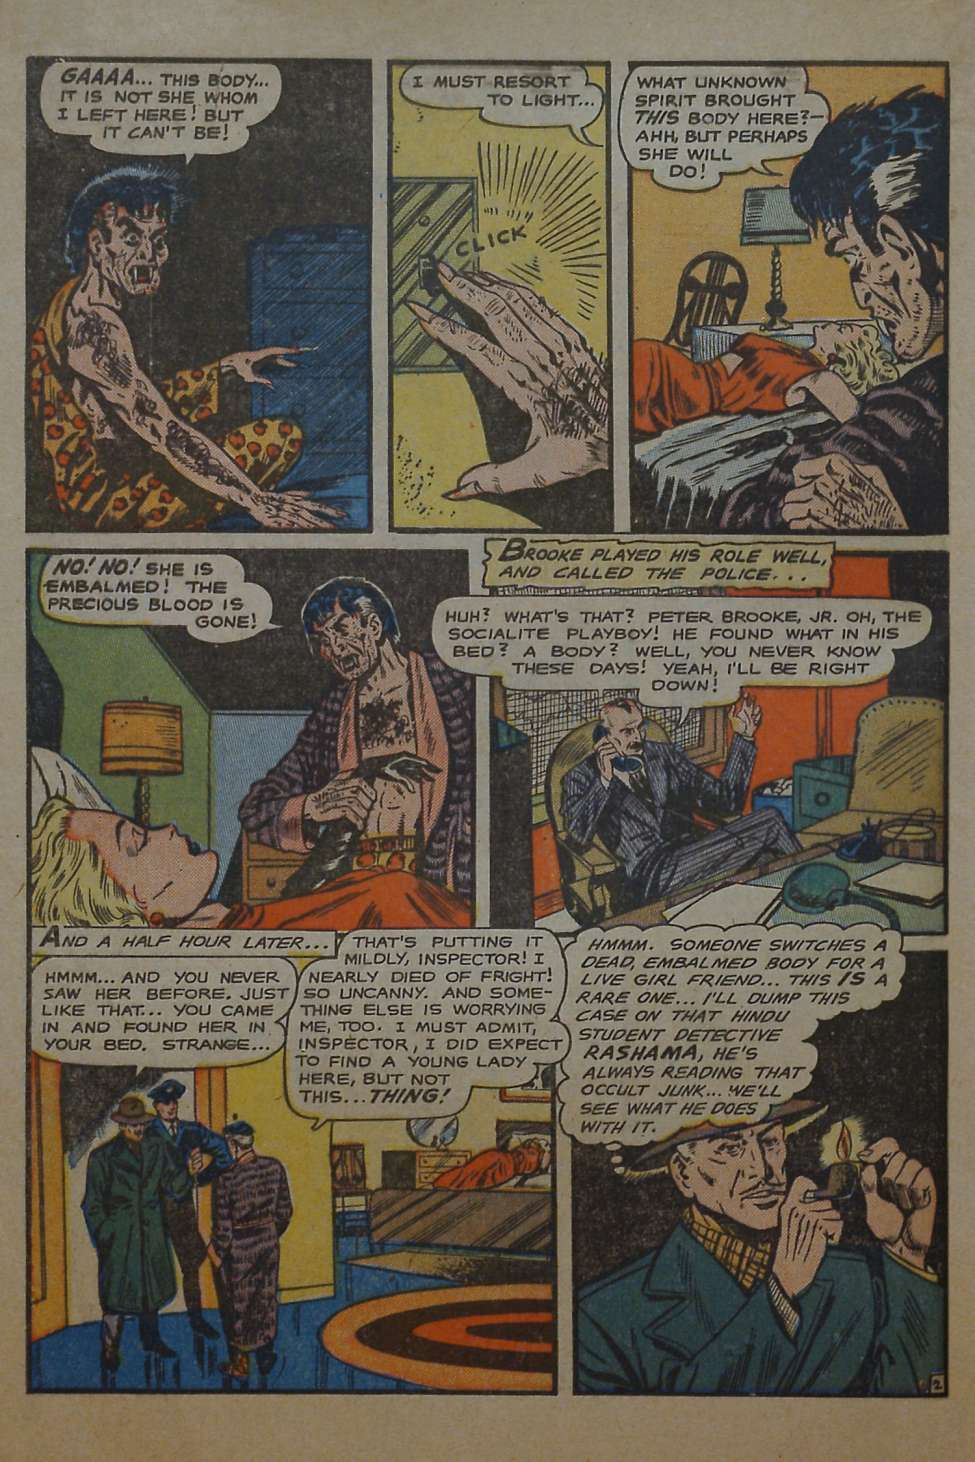 GAAAA... THIS BODY...
IT IS NOT SHE WHOM
I LEFT HERE! BUT
IT CAN'T BE!
I MUST RESORT
TO LIGHT...
CLICK
WHAT UNKNOWN
SPIRIT BROUGHT
THIS BODY HERE?-
AHH, BUT PERHAPS
SHE WILL
DO!
NO! NO! SHE IS
EMBALMED! THE
PRECIOUS BLOOD IS
GONE!
BROOKE PLAYED HIS ROLE WELL,
AND CALLED THE POLICE...
HUH? WHAT'S THAT? PETER BROOKE, JR. OH, THE
SOCIALITE PLAYBOY! HE FOUND WHAT IN HIS
BED? A BODY? WELL, YOU NEVER KNOW
THESE DAYS! YEAH, I'LL BE RIGHT
DOWN!
AND A HALF HOUR LATER...
HMMM... AND YOU NEVER
SAW HER BEFORE. JUST
LIKE THAT... YOU CAME
IN AND FOUND HER IN
YOUR BED. STRANGE...
THAT'S PUTTING IT
MILDLY, INSPECTOR! I
NEARLY DIED OF FRIGHT!
SO UNCANNY. AND SOME-
THING ELSE IS WORRYING
ME, TOO. I MUST ADMIT,
INSPECTOR, I DID EXPECT
TO FIND A YOUNG LADY
HERE, BUT NOT
THIS...THING!
HMMM. SOMEONE SWITCHES A
DEAD, EMBALMED BODY FOR A
LIVE GIRL FRIEND... THIS IS A
RARE ONE... I'LL DUMP THIS
CASE ON THAT HINDU
STUDENT DETECTIVE
RASHAMA, HE'S
ALWAYS READING THAT
OCCULT JUNK... WE'LL
SEE WHAT HE DOES
WITH IT.
2